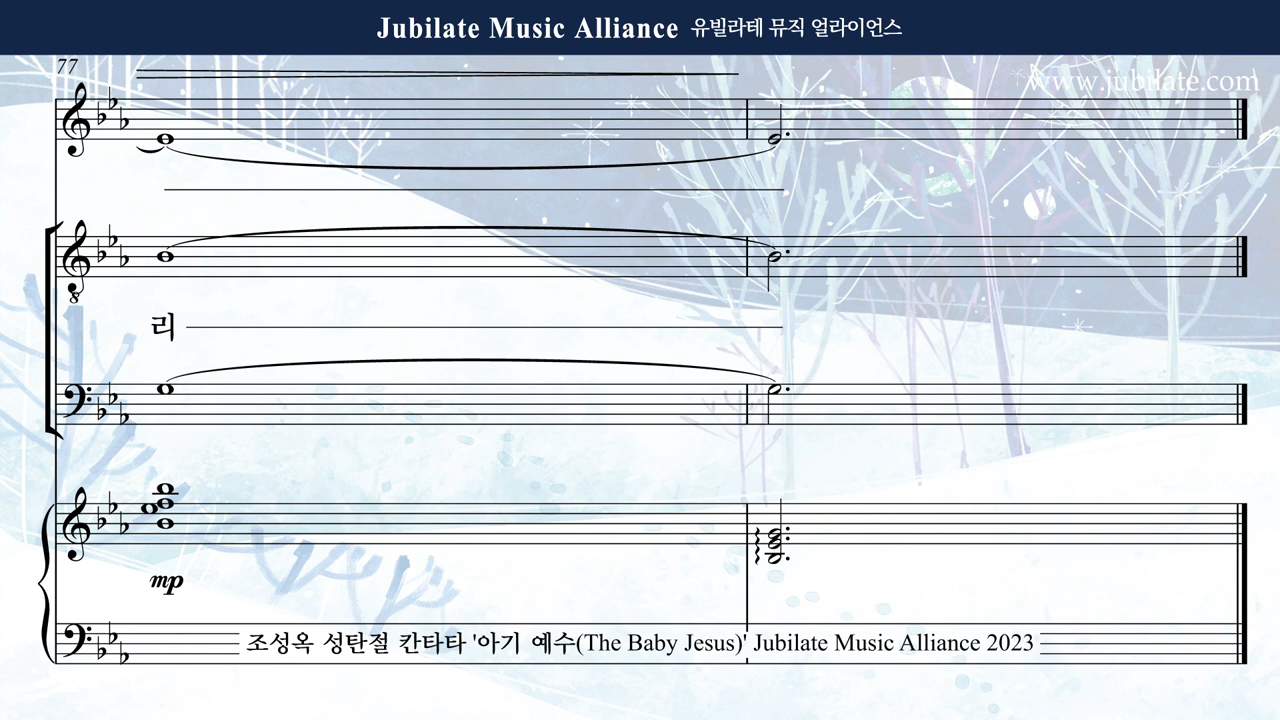 Jubilate Music Alliance 유빌라테 뮤직 얼라이언스
www.jubilate.com
77
8
리
mp
조성옥 성탄절 칸타타 '아기 예수(The Baby Jesus)' Jubilate Music Alliance 2023